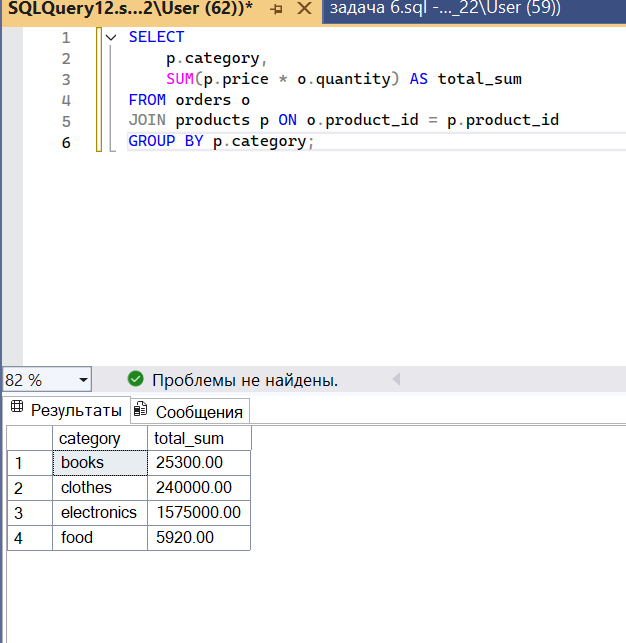 SQLQuery12.s...2\User (62))* задача 6.sql -..._22\User (59))
1 SELECT
2 p.category,
3 SUM(p.price * o.quantity) AS total_sum
4 FROM orders o
5 JOIN products p ON o.product_id = p.product_id
6 GROUP BY p.category;
82 % Проблемы не найдены.
Результаты Сообщения
category total_sum
1 books 25300.00
2 clothes 240000.00
3 electronics 1575000.00
4 food 5920.00